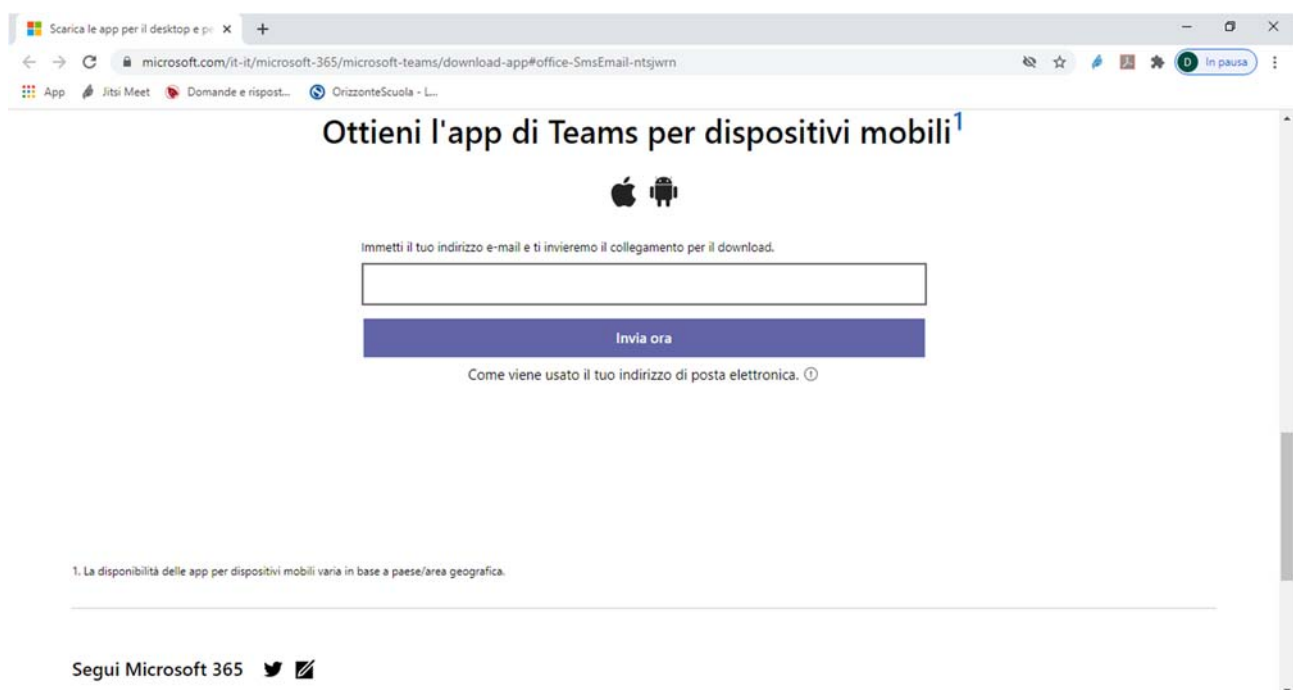 Scarica le app per il desktop e pe
microsoft.com/it-it/microsoft-365/microsoft-teams/download-app#office-SmsEmail-ntsjwrn
D In pausa
App Jitsi Meet Domande e rispost... OrizzonteScuola - L...
Ottieni l'app di Teams per dispositivi mobili1
Immetti il tuo indirizzo e-mail e ti invieremo il collegamento per il download.
Invia ora
Come viene usato il tuo indirizzo di posta elettronica.
1. La disponibilità delle app per dispositivi mobili varia in base a paese/area geografica.
Segui Microsoft 365